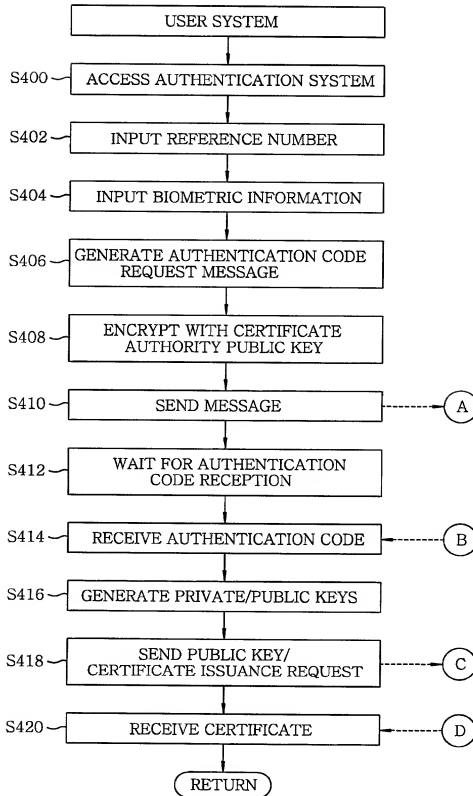 USER SYSTEM
S400
ACCESS AUTHENTICATION SYSTEM
S402
INPUT REFERENCE NUMBER
S404
INPUT BIOMETRIC INFORMATION
S406
GENERATE AUTHENTICATION CODE
REQUEST MESSAGE
S408
ENCRYPT WITH CERTIFICATE
AUTHORITY PUBLIC KEY
S410
SEND MESSAGE
A
S412
WAIT FOR AUTHENTICATION
CODE RECEPTION
S414
RECEIVE AUTHENTICATION CODE
B
S416
GENERATE PRIVATE/PUBLIC KEYS
S418
SEND PUBLIC KEY/
CERTIFICATE ISSUANCE REQUEST
C
S420
RECEIVE CERTIFICATE
D
RETURN